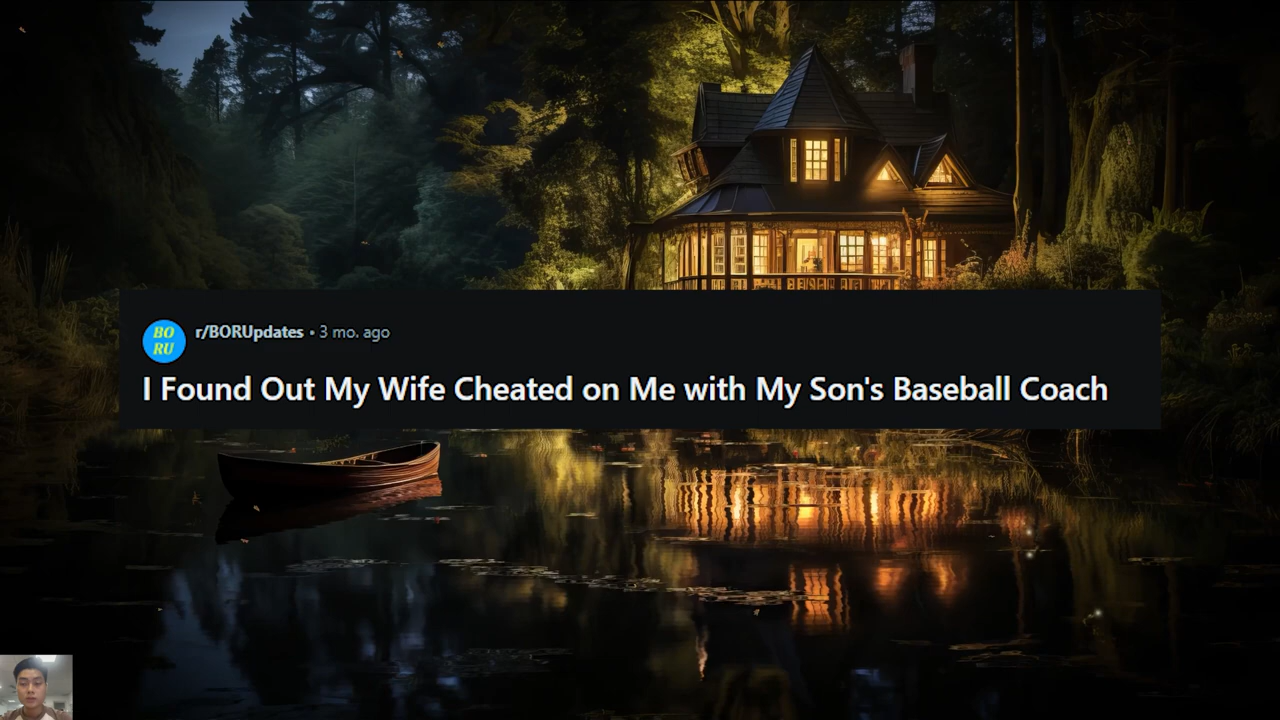 BO
RU
r/BORUpdates • 3 mo. ago
I Found Out My Wife Cheated on Me with My Son's Baseball Coach